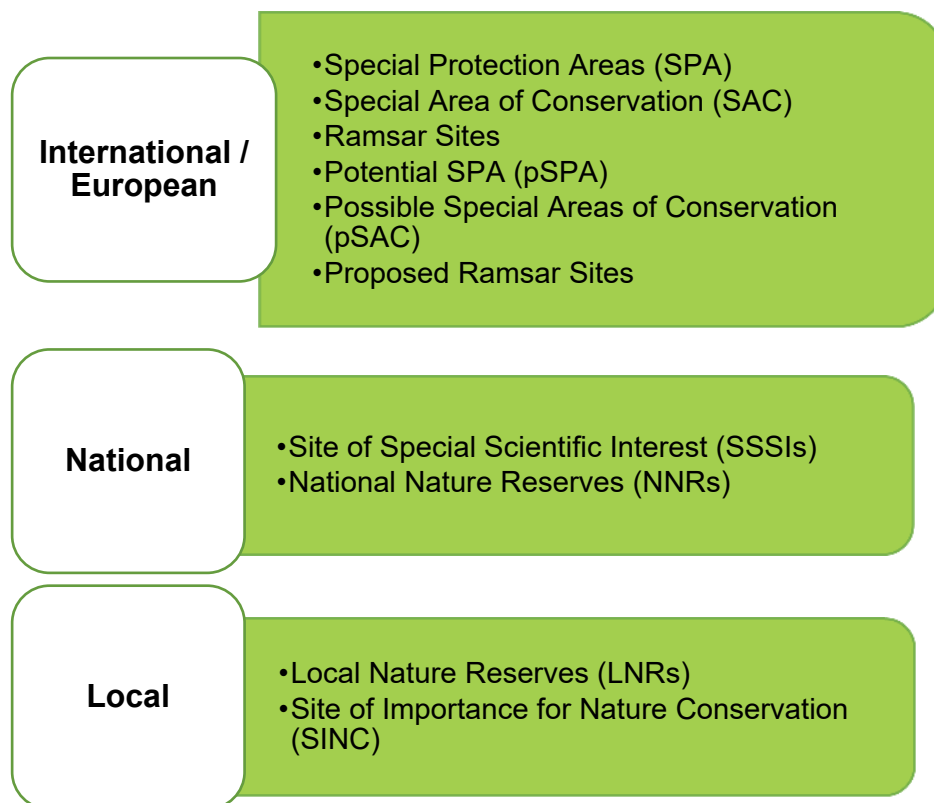 International /
European
•Special Protection Areas (SPA)
•Special Area of Conservation (SAC)
•Ramsar Sites
•Potential SPA (pSPA)
•Possible Special Areas of Conservation
(pSAC)
•Proposed Ramsar Sites
National
•Site of Special Scientific Interest (SSSIs)
•National Nature Reserves (NNRs)
Local
•Local Nature Reserves (LNRs)
•Site of Importance for Nature Conservation
(SINC)